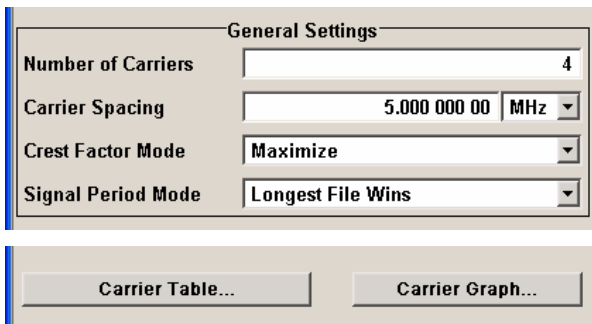 General Settings
Number of Carriers 4
Carrier Spacing 5.000 000 00 MHz
Crest Factor Mode Maximize
Signal Period Mode Longest File Wins
Carrier Table... Carrier Graph...